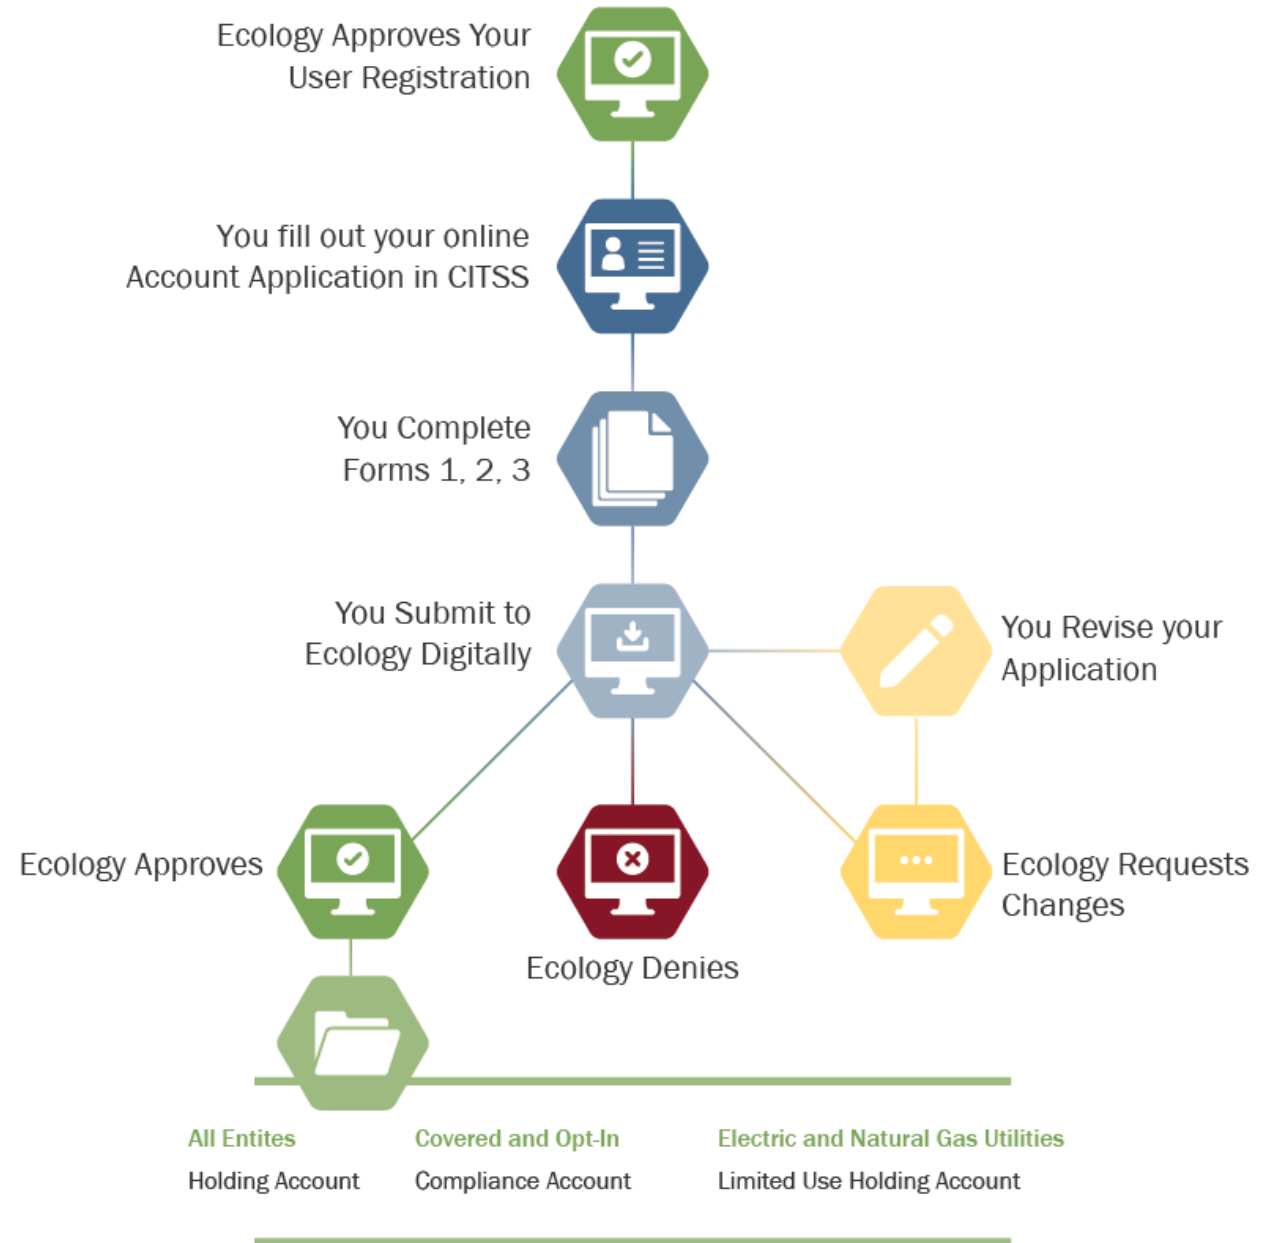 Ecology Approves Your
User Registration
You fill out your online
Account Application in CITSS
You Complete
Forms 1, 2, 3
You Submit to
Ecology Digitally
You Revise your
Application
Ecology Approves
Ecology Denies
Ecology Requests
Changes
All Entites
Holding Account
Covered and Opt-In
Compliance Account
Electric and Natural Gas Utilities
Limited Use Holding Account